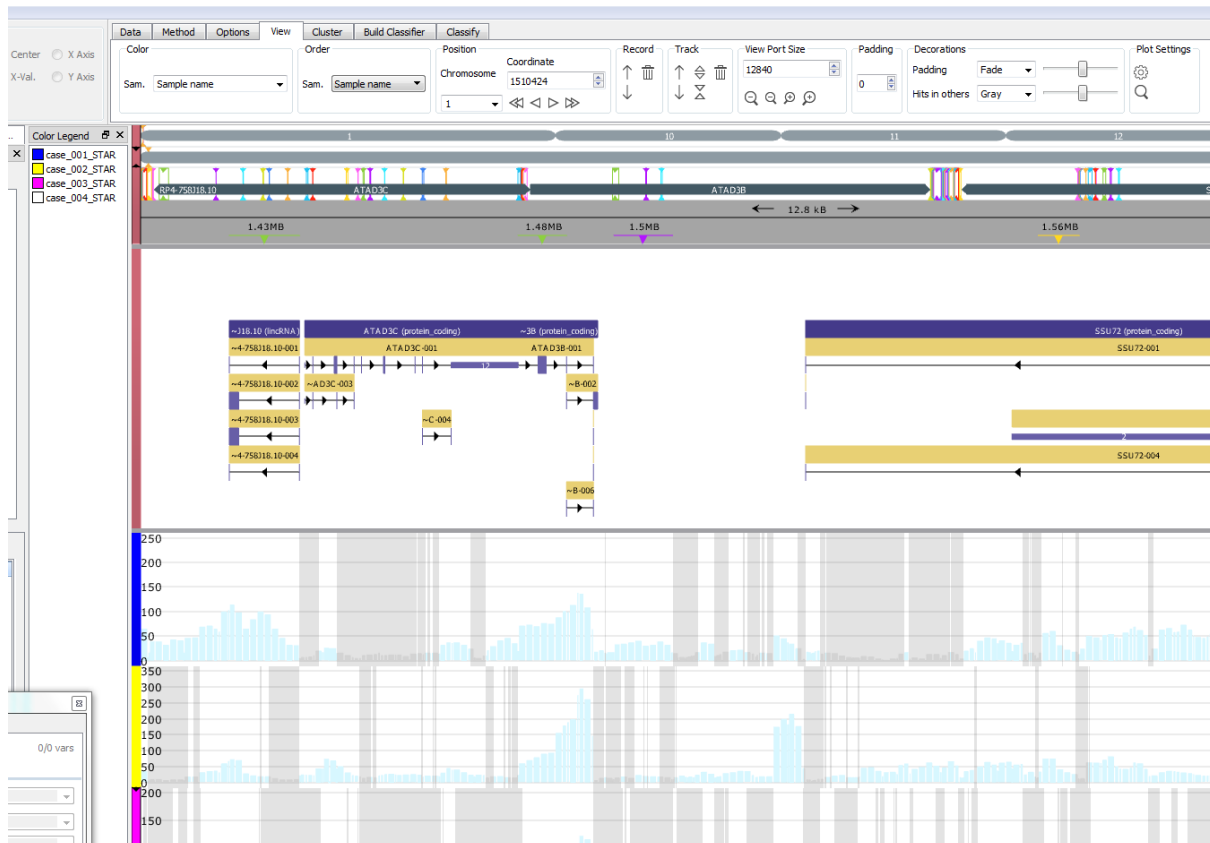 Data Method Options View Cluster Build Classifier Classify
Center X Axis
X-Val. Y Axis
Color Order Position Record Track View Port Size Padding Decorations Plot Settings
Sam. Sample name
Sam. Sample name
Chromosome Coordinate
1510424
1
12840
0
Padding Fade
Hits in others Gray
.. Color Legend
case_001_STAR
case_002_STAR
case_003_STAR
case_004_STAR
1 10 11 12
RP4-758J18.10 ATAD3C ATAD3B S
12.8 kB
1.43MB 1.48MB 1.5MB 1.56MB
~J18.10 (lincRNA) ATAD3C (protein_coding) ~3B (protein_coding) SSU72 (protein_coding)
~4-758J18.10-001 ATAD3C-001 ATAD3B-001 SSU72-001
12
~4-758J18.10-002 ~AD3C-003 ~B-002
~4-758J18.10-003 ~C-004
2
~4-758J18.10-004 SSU72-004
~B-006
250
200
150
100
50
0
350
300
250
200
150
100
50
0
200
150
0/0 vars